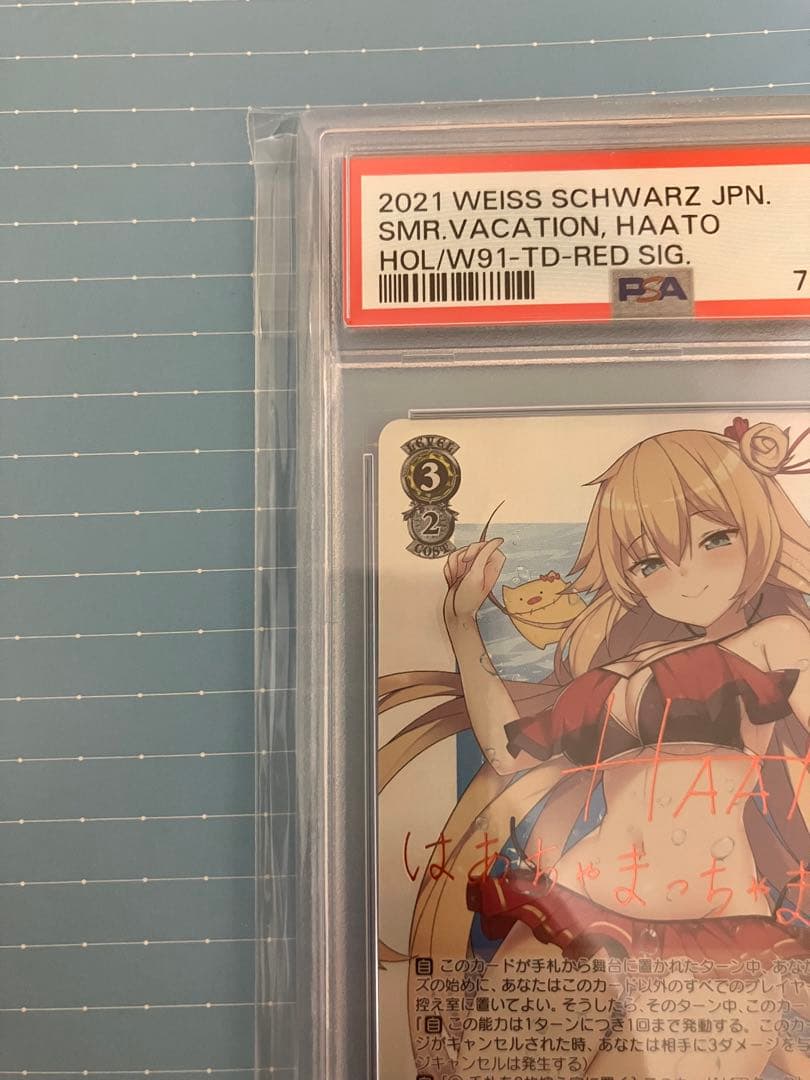 2021 WEISS SCHWARZ JPN.
SMR.VACATION, HAATO
HOL/W91-TD-RED SIG.
PSA
7
LEVEL
3
2
COST
HAA
はあちゃまっちゃま
自 このカードが手札から舞台に置かれたターン中、あな
ズの始めに、あなたはこのカード以外のすべてのプレイヤー
控え室に置いてよい。そうしたら、そのターン中、このカー
「自 この能力は1ターンにつき1回まで発動する。このカー
ジがキャンセルされた時、あなたは相手に3ダメージを与
ジキャンセルは発生する)